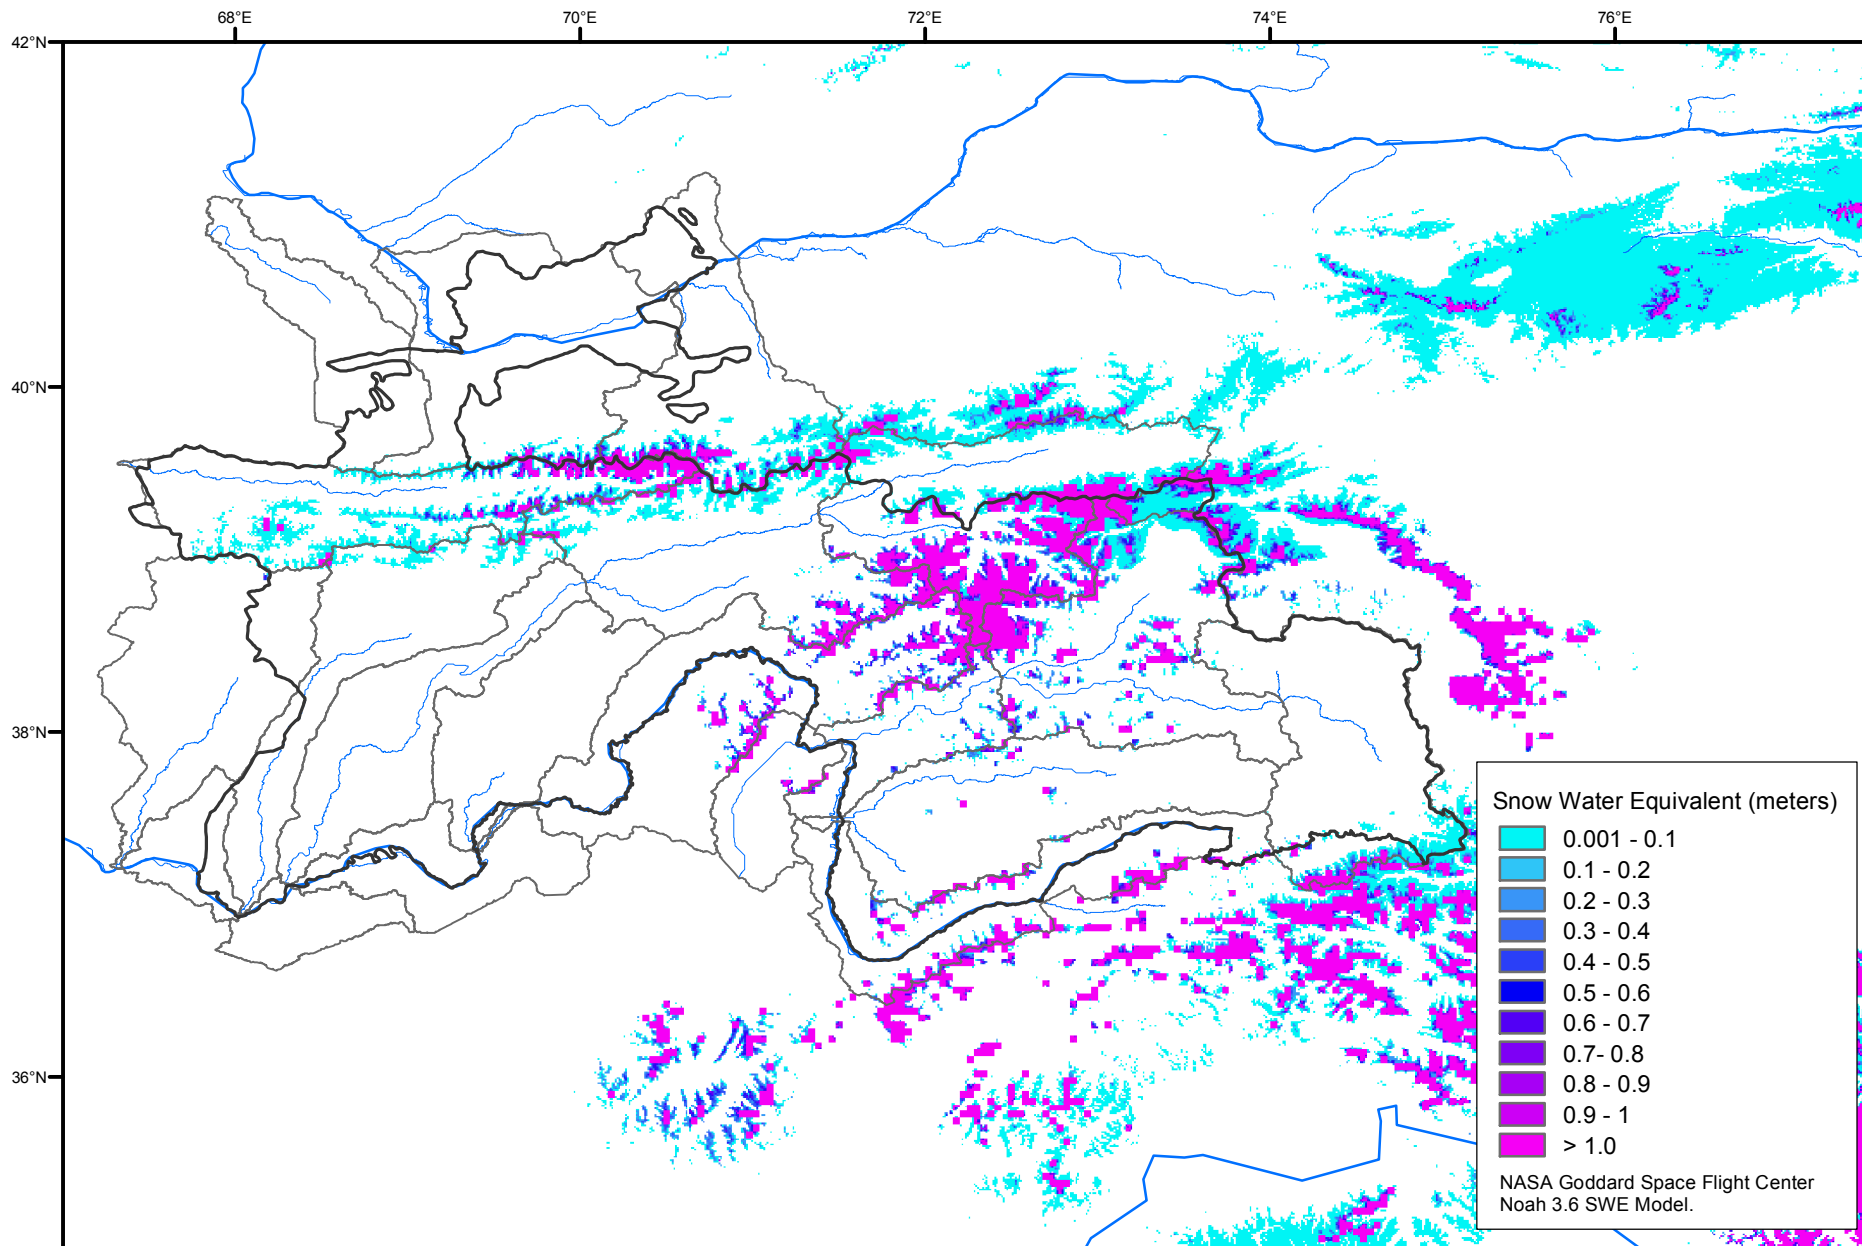 68°E
70°E
72°E
74°E
76°E
42°N
40°N
38°N
36°N
Snow Water Equivalent (meters)
0.001 - 0.1
0.1 - 0.2
0.2 - 0.3
0.3 - 0.4
0.4 - 0.5
0.5 - 0.6
0.6 - 0.7
0.7- 0.8
0.8 - 0.9
0.9 - 1
> 1.0
NASA Goddard Space Flight Center
Noah 3.6 SWE Model.